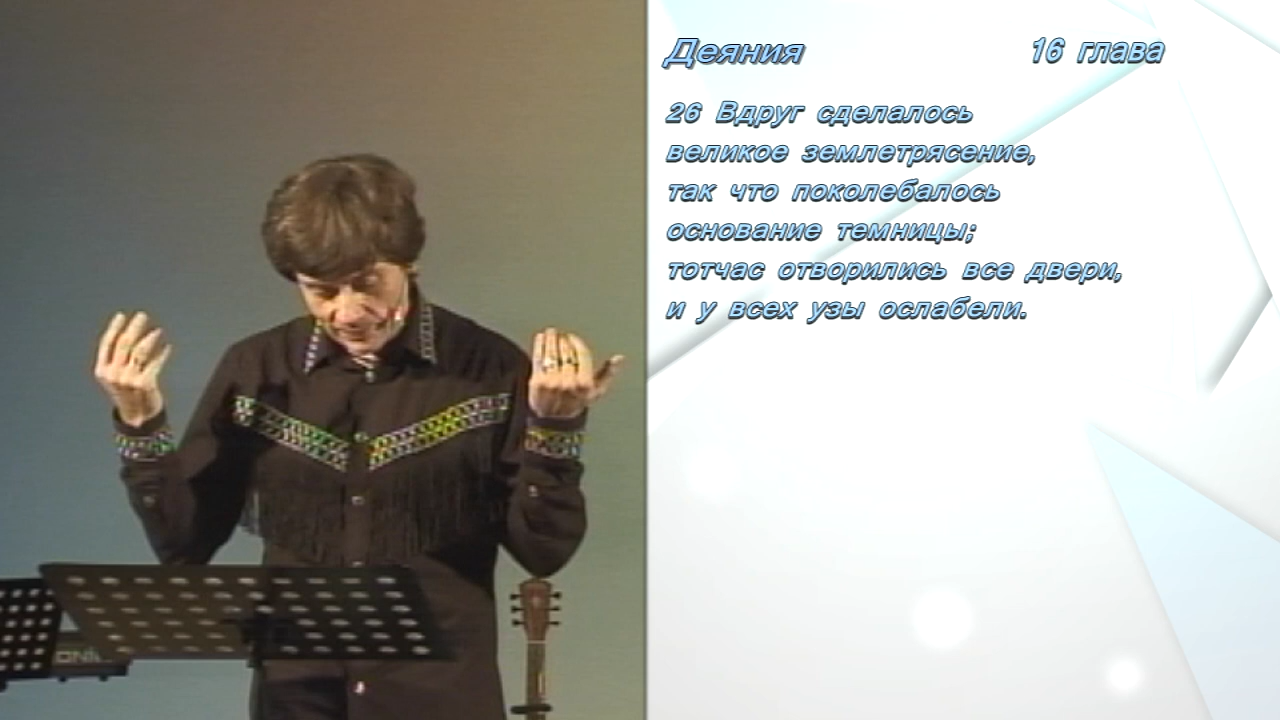 Деяния 16 глава
26 Вдруг сделалось
великое землетрясение,
так что поколебалось
основание темницы;
тотчас отворились все двери,
и у всех узы ослабели.